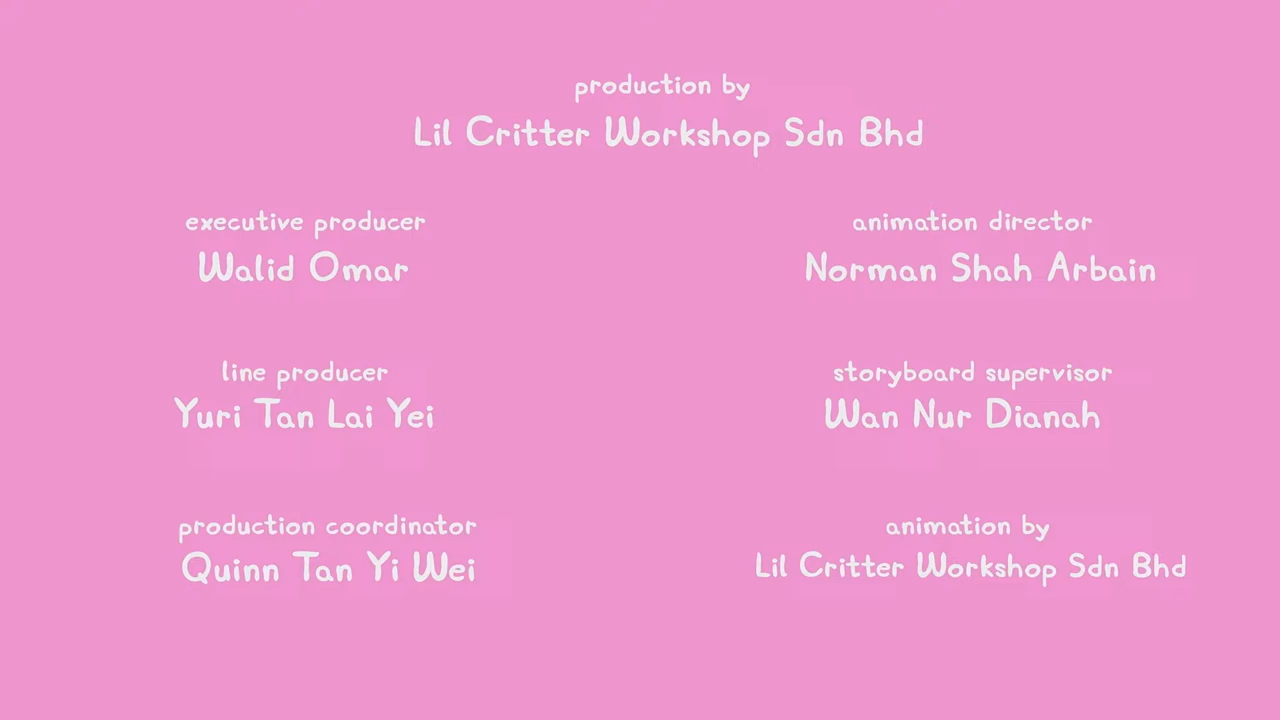 production by
Lil Critter Workshop Sdn Bhd
executive producer
Walid Omar
animation director
Norman Shah Arbain
line producer
Yuri Tan Lai Yei
storyboard supervisor
Wan Nur Dianah
production coordinator
Quinn Tan Yi Wei
animation by
Lil Critter Workshop Sdn Bhd